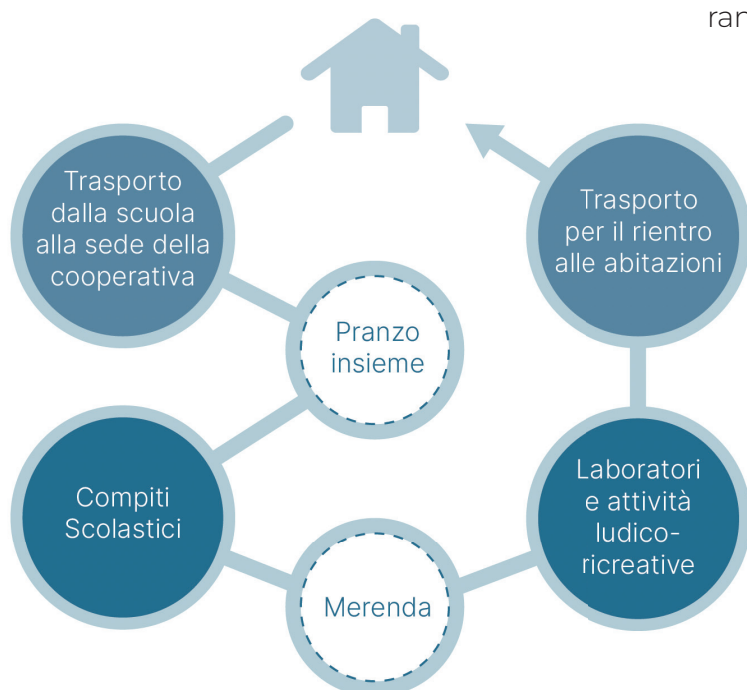 ran
Trasporto
dalla scuola
alla sede della
cooperativa
Trasporto
per il rientro
alle abitazioni
Pranzo
insieme
Compiti
Scolastici
Laboratori
e attività
ludico-
ricreative
Merenda